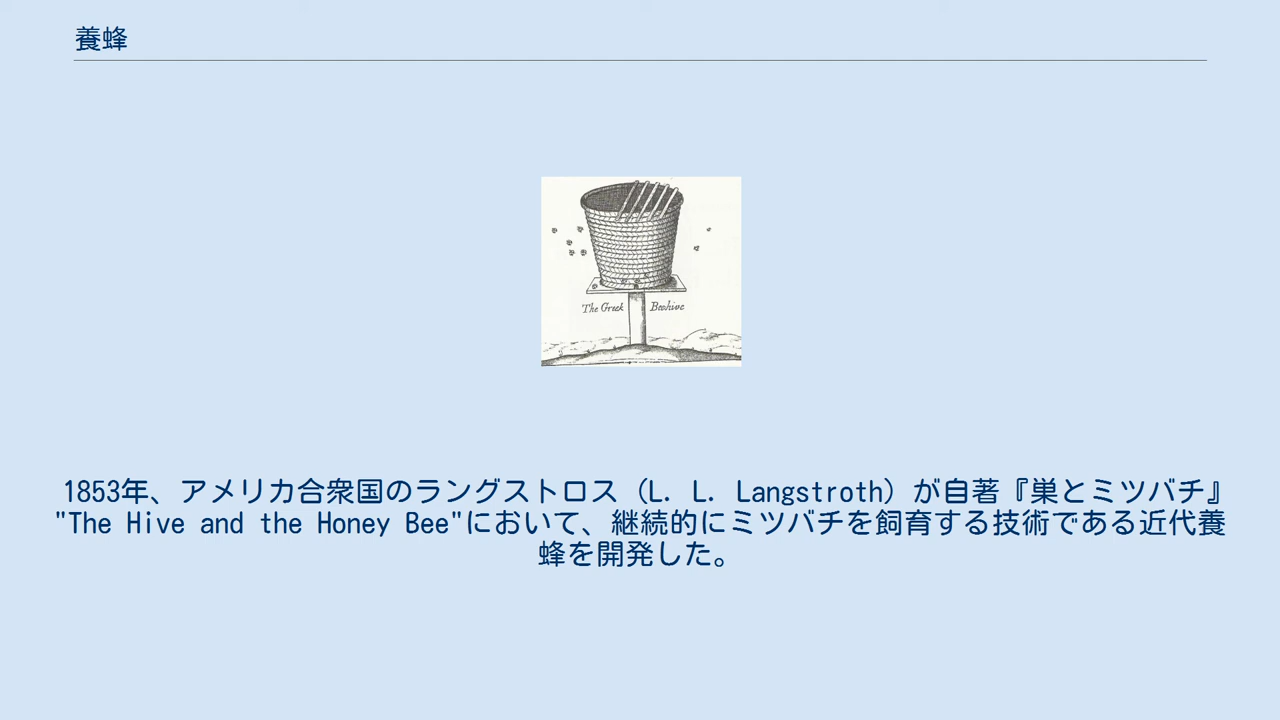 養蜂
The Greek Beehive
1853年、アメリカ合衆国のラングストロス（L. L. Langstroth）が自著『巣とミツバチ』
"The Hive and the Honey Bee"において、継続的にミツバチを飼育する技術である近代養
蜂を開発した。